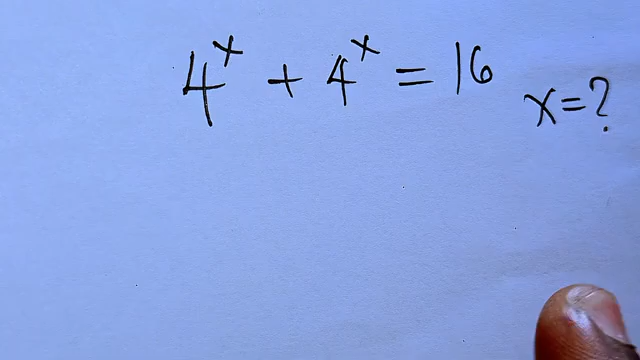 4^x + 4^x = 16
x = ?